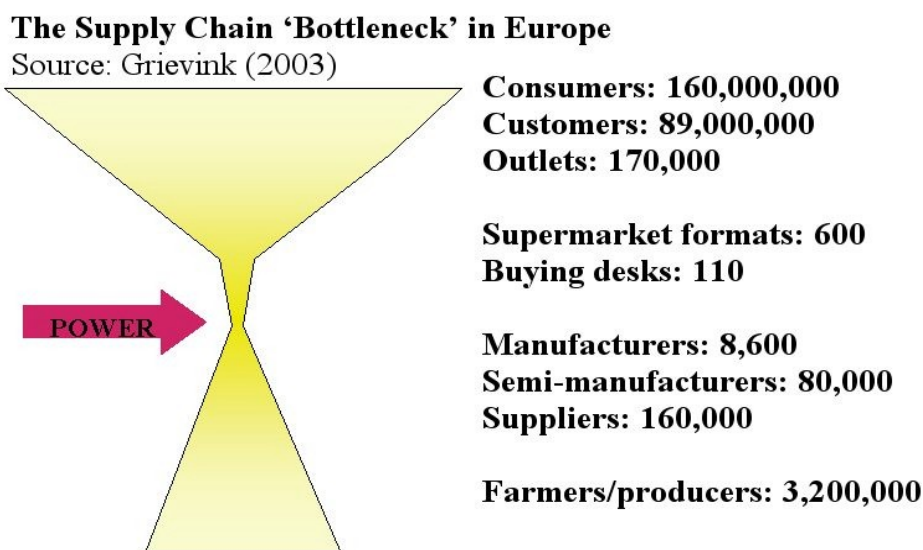 The Supply Chain ‘Bottleneck’ in Europe
Source: Grievink (2003)
Consumers: 160,000,000
Customers: 89,000,000
Outlets: 170,000
Supermarket formats: 600
Buying desks: 110
POWER
Manufacturers: 8,600
Semi-manufacturers: 80,000
Suppliers: 160,000
Farmers/producers: 3,200,000